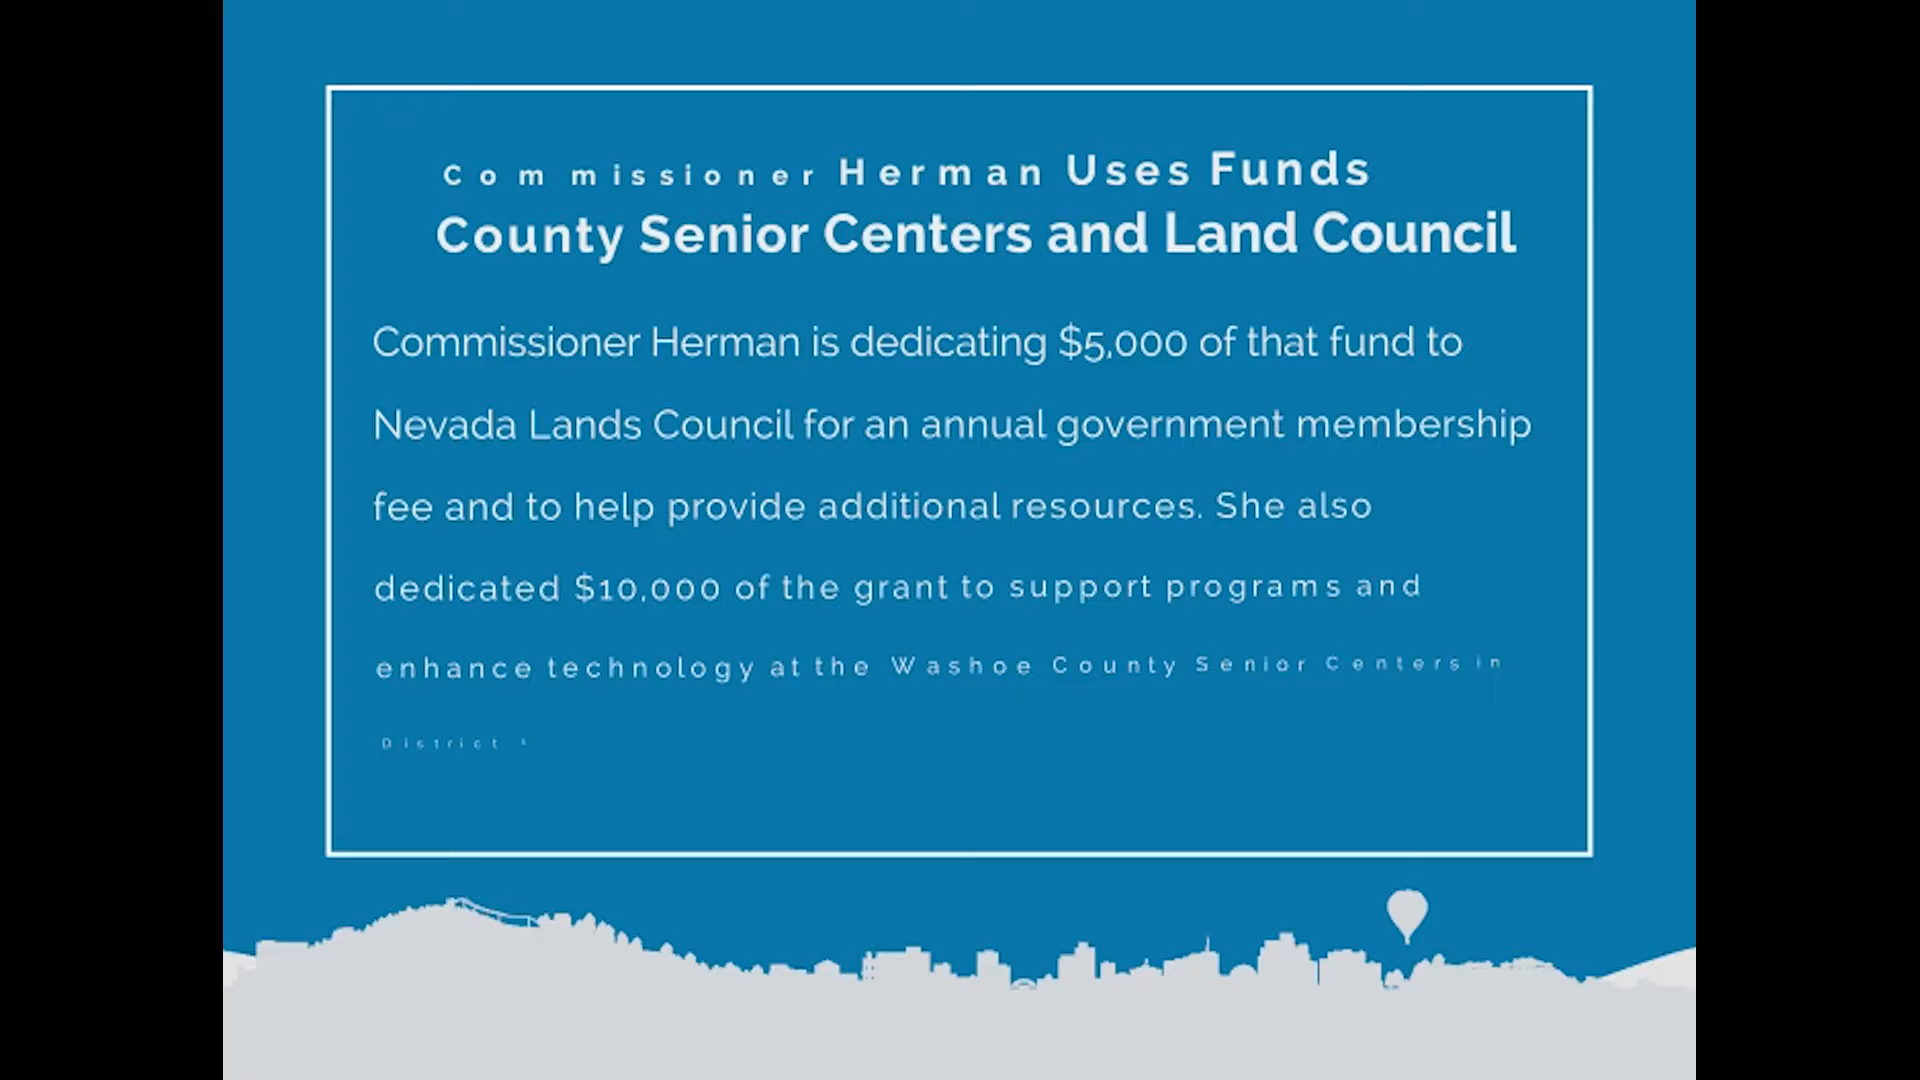 Commissioner Herman Uses Funds
County Senior Centers and Land Council
Commissioner Herman is dedicating $5,000 of that fund to
Nevada Lands Council for an annual government membership
fee and to help provide additional resources. She also
dedicated $10,000 of the grant to support programs and
enhance technology at the Washoe County Senior Centers in
District